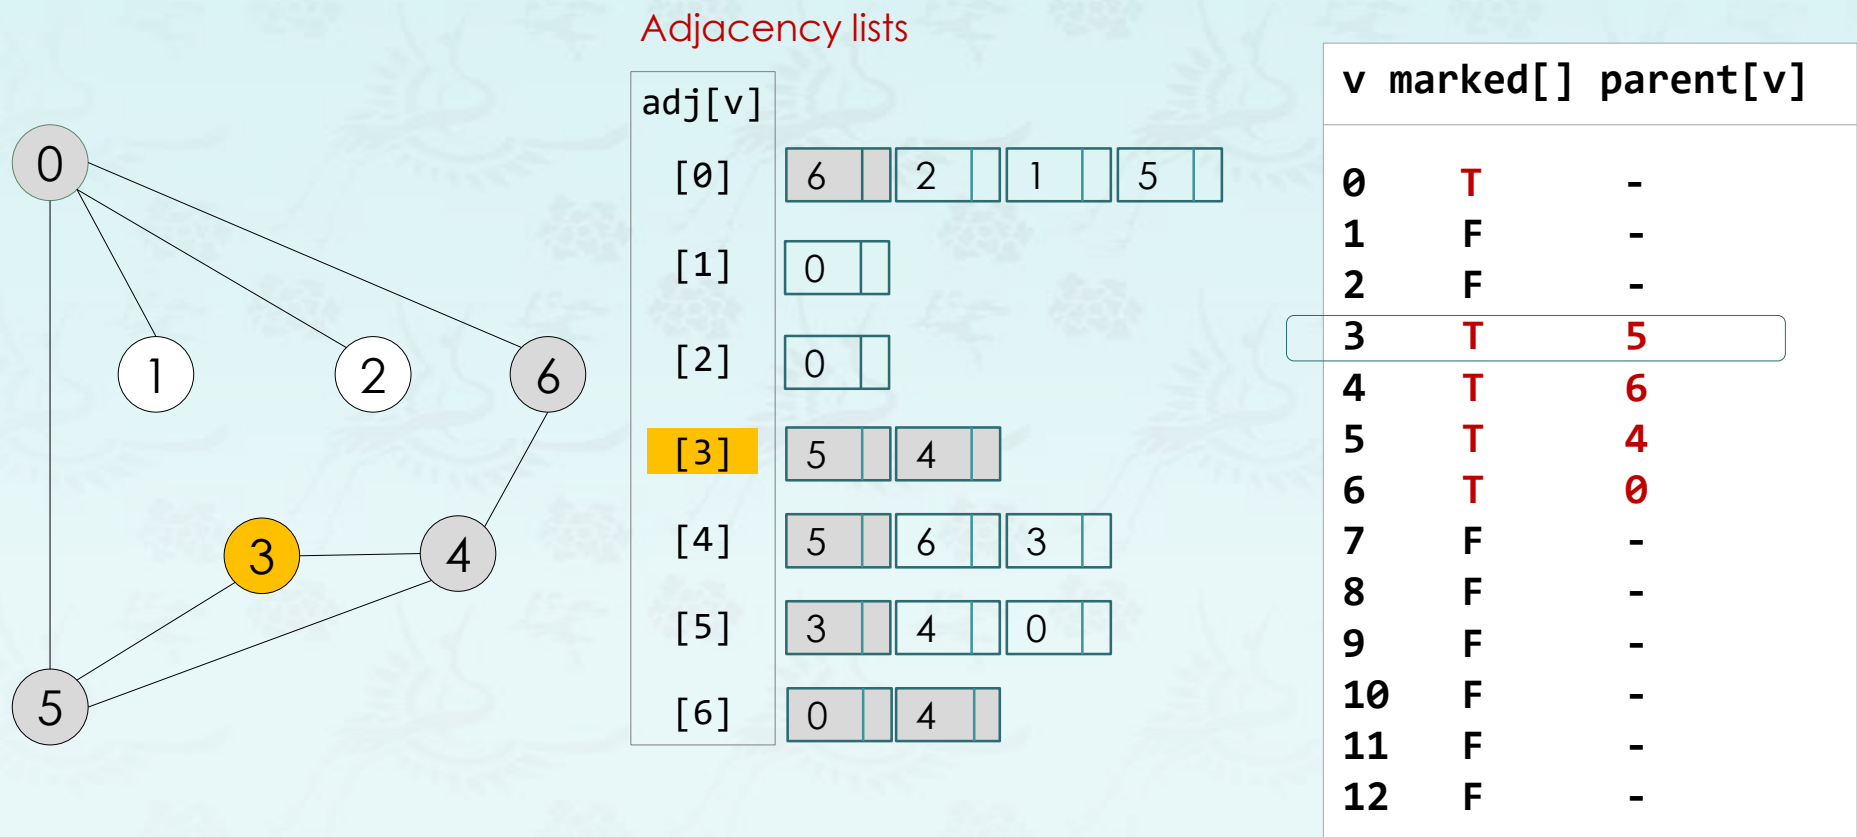 Adjacency lists
adj[v]
[0] 6 2 1 5
[1] 0
[2] 0
[3] 5 4
[4] 5 6 3
[5] 3 4 0
[6] 0 4
0
1
2
6
3
4
5
v marked[] parent[v]
0 T -
1 F -
2 F -
3 T 5
4 T 6
5 T 4
6 T 0
7 F -
8 F -
9 F -
10 F -
11 F -
12 F -